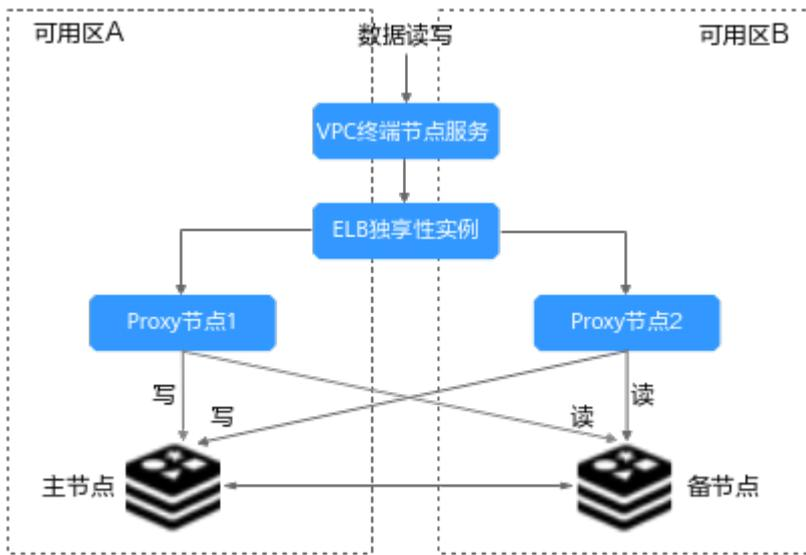 可用区A
数据读写
可用区B
VPC终端节点服务
ELB独享性实例
Proxy节点1
Proxy节点2
写
读
写
读
主节点
备节点